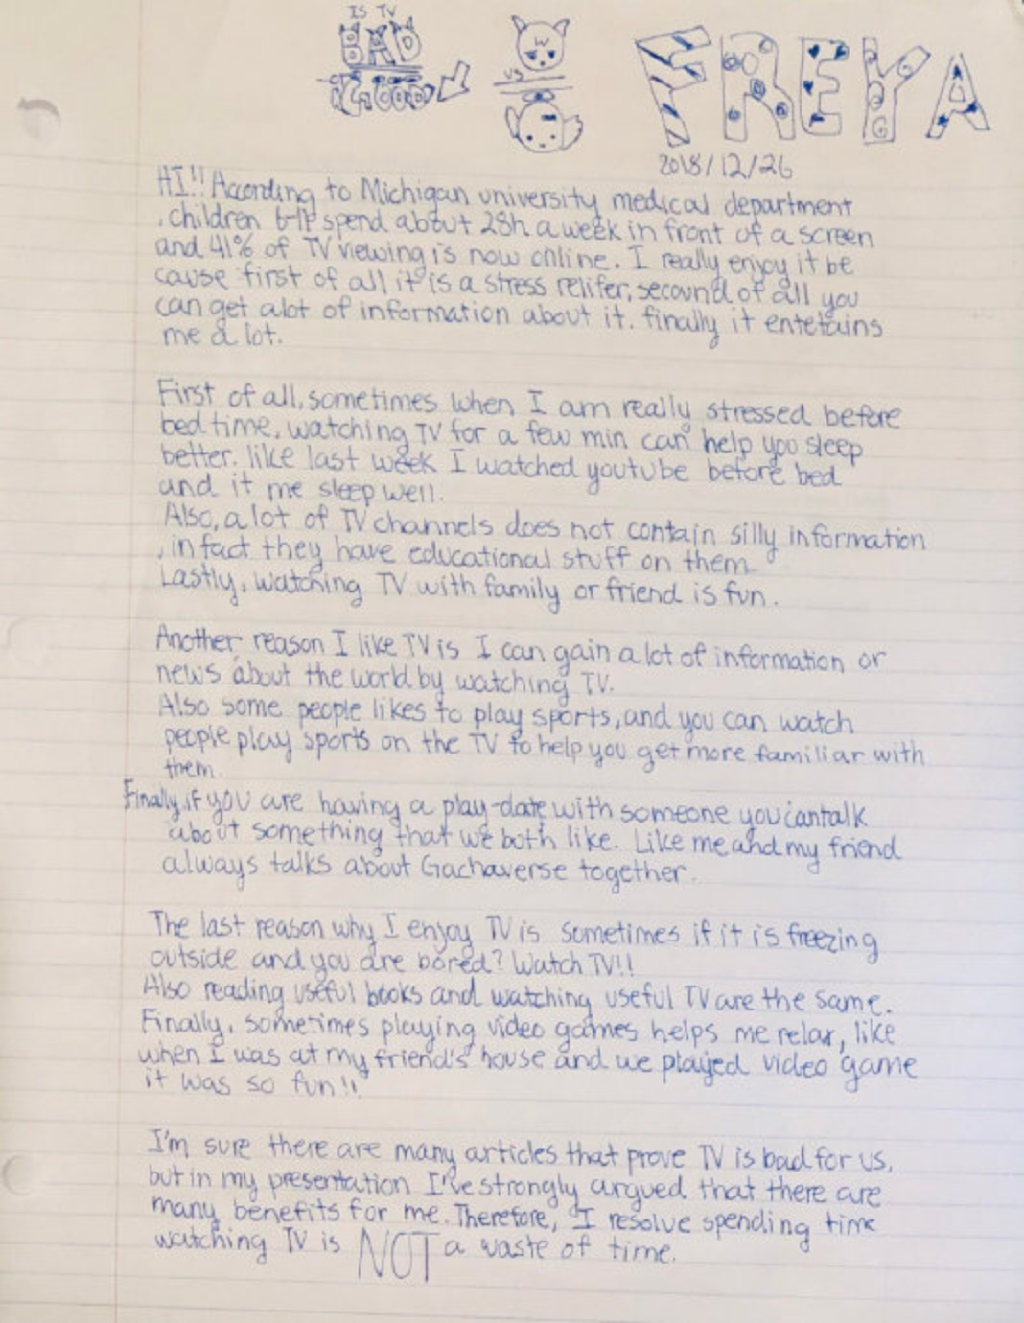 IS TV
BAD
GOOD
VS
FREYA
2018/12/26
HI!! Acording to Michigan university medical department
, children 6-11 spend about 28h a week in front of a screen
and 41% of TV viewing is now online. I really enjoy it be
cause first of all it is a stress relifer, secound of all you
can get alot of information about it. finally it entetains
me a lot.
First of all, sometimes when I am really stressed before
bed time, watching TV for a few min can help you sleep
better. like last week I watched youtube before bed
and it me sleep well.
Also, a lot of TV channels does not contain silly information
, in fact they have educational stuff on them.
Lastly, watching TV with family or friend is fun.
Another reason I like TV is I can gain a lot of information or
news about the world by watching TV.
Also some people likes to play sports, and you can watch
people play sports on the TV to help you get more familiar with
them.
Finally, if you are having a play-date with someone you can talk
about something that we both like. Like me and my friend
always talks about Gachaverse together.
The last reason why I enjoy TV is sometimes if it is freezing
outside and you are bored? Watch TV!!
Also reading useful books and watching useful TV are the same.
Finally, sometimes playing video games helps me relax, like
when I was at my friend's house and we played video game
it was so fun!!
I'm sure there are many articles that prove TV is bad for us,
but in my presentation I've strongly argued that there are
many benefits for me. Therefore, I resolve spending time
watching TV is NOT a waste of time.